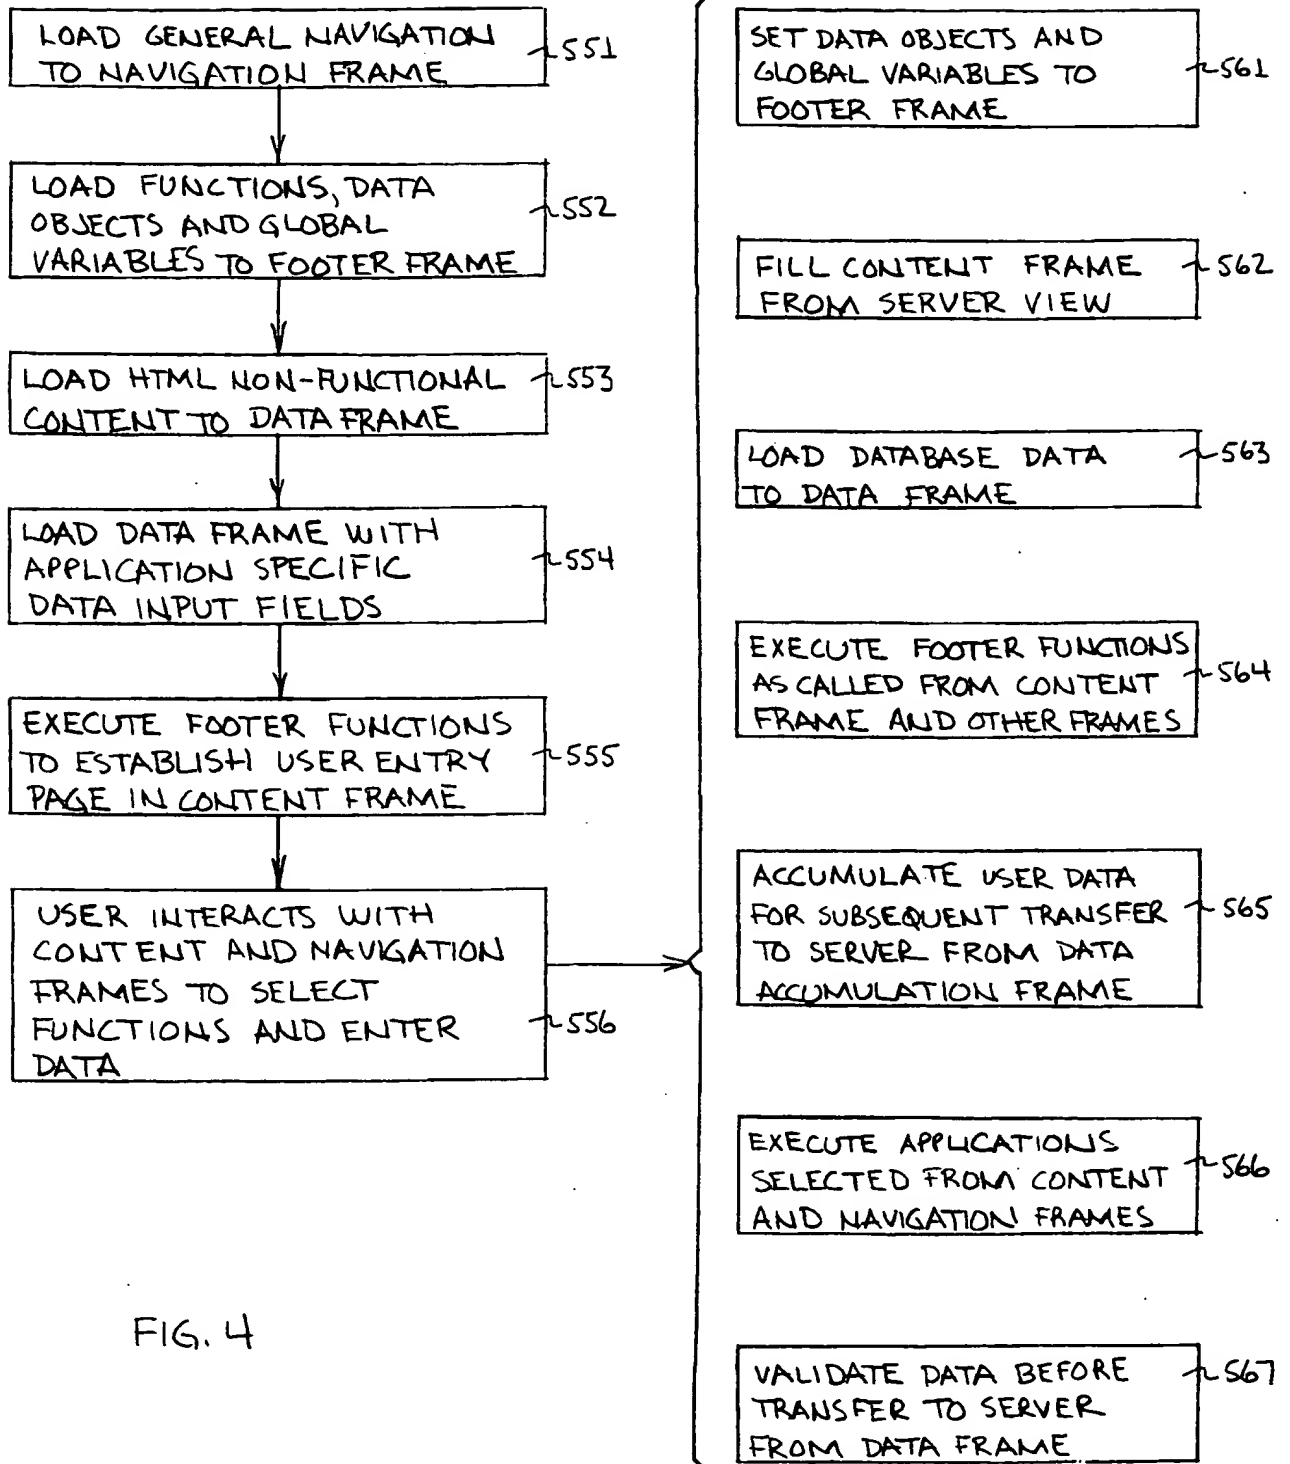 LOAD GENERAL NAVIGATION
TO NAVIGATION FRAME
551
LOAD FUNCTIONS, DATA
OBJECTS AND GLOBAL
VARIABLES TO FOOTER FRAME
552
LOAD HTML NON-FUNCTIONAL
CONTENT TO DATA FRAME
553
LOAD DATA FRAME WITH
APPLICATION SPECIFIC
DATA INPUT FIELDS
554
EXECUTE FOOTER FUNCTIONS
TO ESTABLISH USER ENTRY
PAGE IN CONTENT FRAME
555
USER INTERACTS WITH
CONTENT AND NAVIGATION
FRAMES TO SELECT
FUNCTIONS AND ENTER
DATA
556
SET DATA OBJECTS AND
GLOBAL VARIABLES TO
FOOTER FRAME
561
FILL CONTENT FRAME
FROM SERVER VIEW
562
LOAD DATABASE DATA
TO DATA FRAME
563
EXECUTE FOOTER FUNCTIONS
AS CALLED FROM CONTENT
FRAME AND OTHER FRAMES
564
ACCUMULATE USER DATA
FOR SUBSEQUENT TRANSFER
TO SERVER FROM DATA
ACCUMULATION FRAME
565
EXECUTE APPLICATIONS
SELECTED FROM CONTENT
AND NAVIGATION FRAMES
566
VALIDATE DATA BEFORE
TRANSFER TO SERVER
FROM DATA FRAME
567
FIG. 4